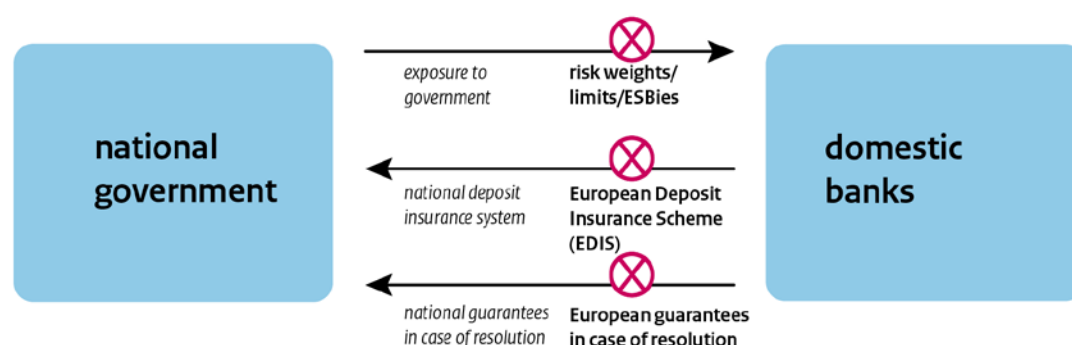 national
government
exposure to
government
risk weights/
limits/ESBies
national deposit
insurance system
European Deposit
Insurance Scheme
(EDIS)
national guarantees
in case of resolution
European guarantees
in case of resolution
domestic
banks